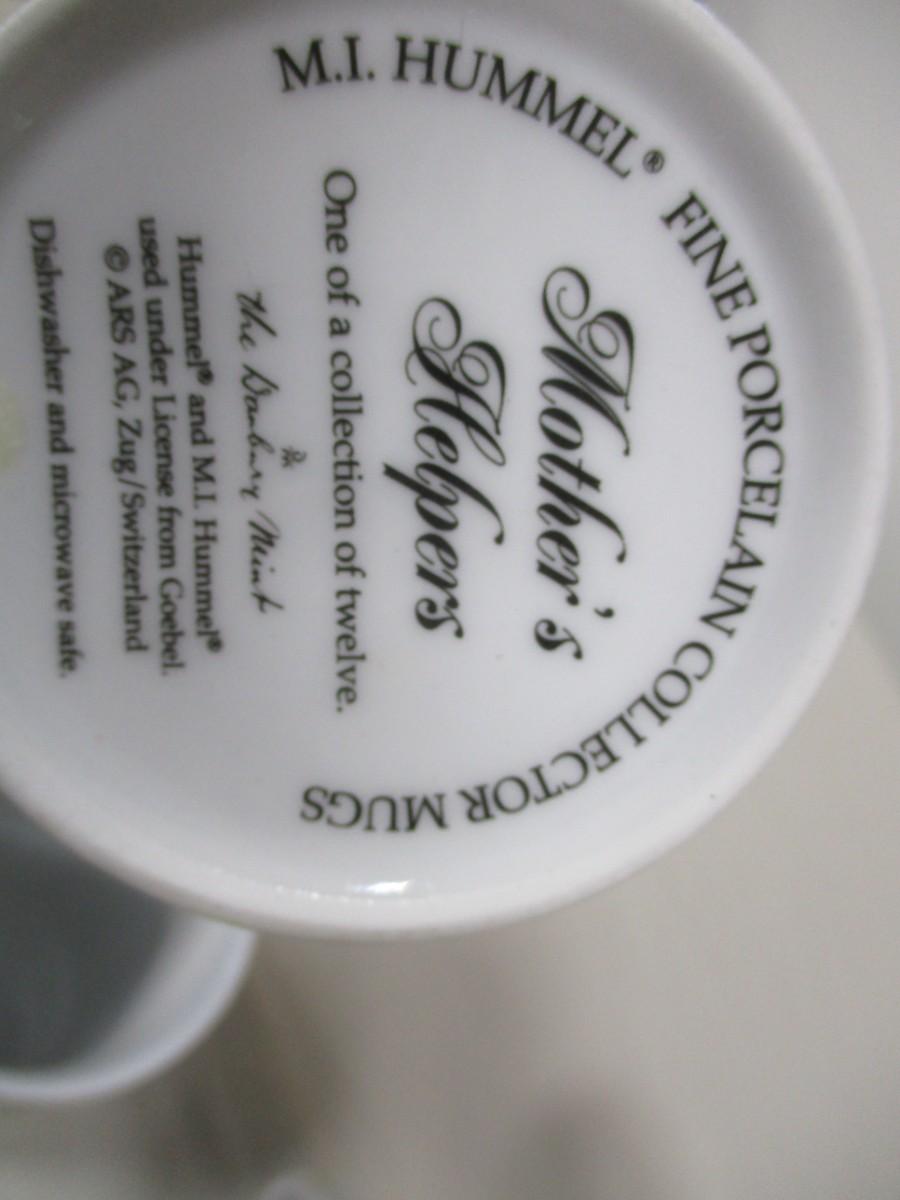 M.I. HUMMEL® FINE PORCELAIN COLLECTOR MUGS
Mother's
Helpers
One of a collection of twelve.
The Danbury Mint
Hummel® and M.I. Hummel®
used under License from Goebel.
© ARS AG, Zug/Switzerland
Dishwasher and microwave safe.